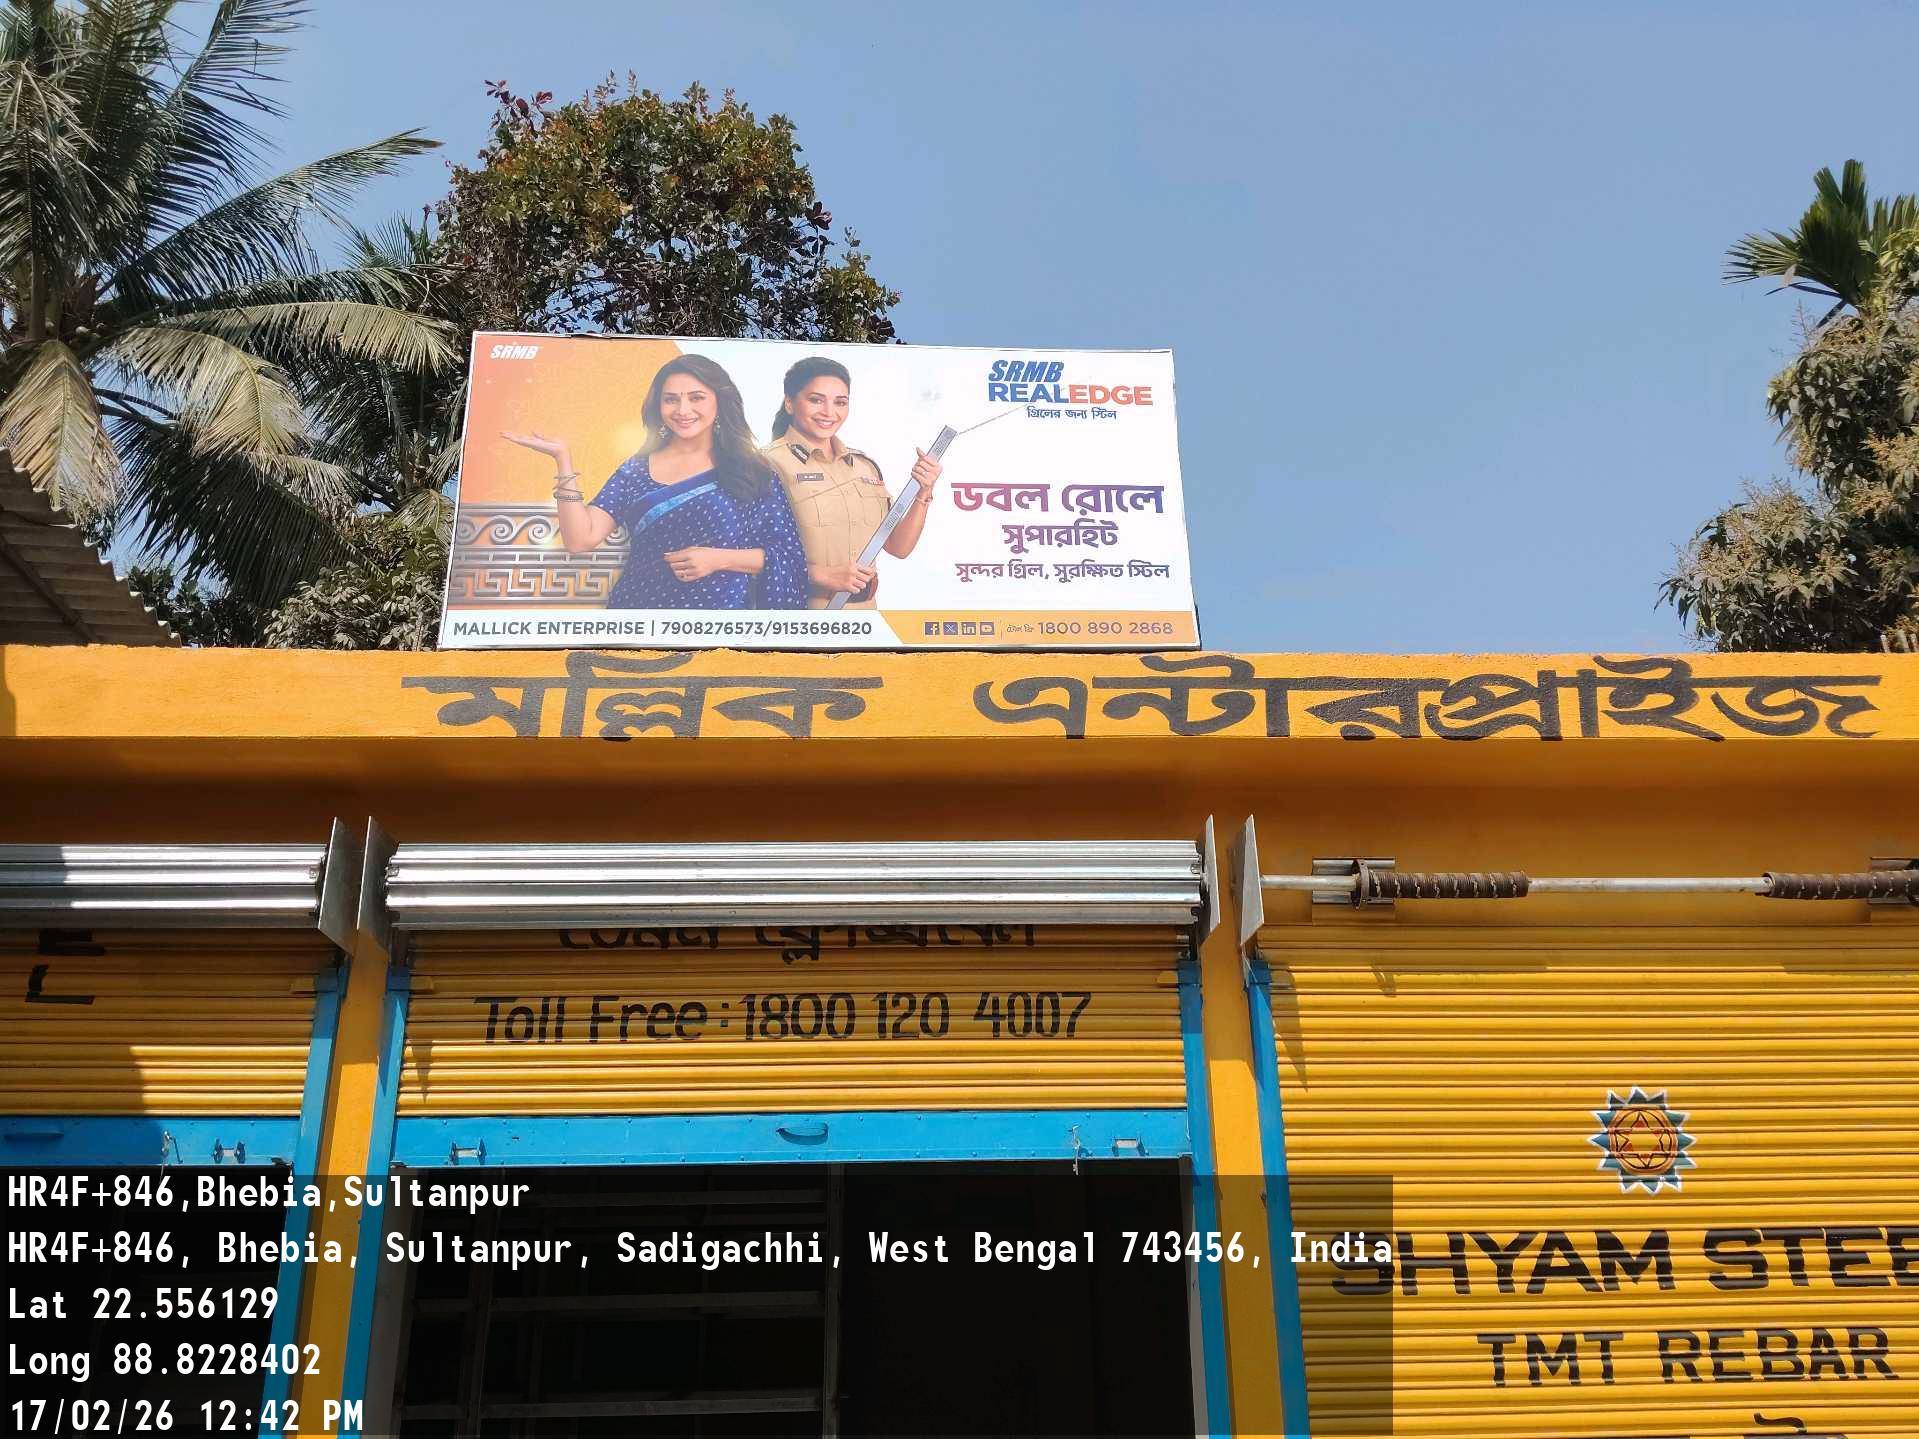 SRMB
SRMB
REALEDGE
গ্রিলের জন্য স্টিল
ডবল রোলে
সুপারহিট
সুন্দর গ্রিল, সুরক্ষিত স্টিল
MALLICK ENTERPRISE | 7908276573/9153696820
টোল ফ্রি 1800 890 2868
মল্লিক এন্টারপ্রাইজ
তেমন ফ্লেক্সিবেল
Toll Free:1800 120 4007
SHYAM STEE
TMT REBAR
HR4F+846,Bhebia,Sultanpur
HR4F+846, Bhebia, Sultanpur, Sadigachhi, West Bengal 743456, India
Lat 22.556129
Long 88.8228402
17/02/26 12:42 PM